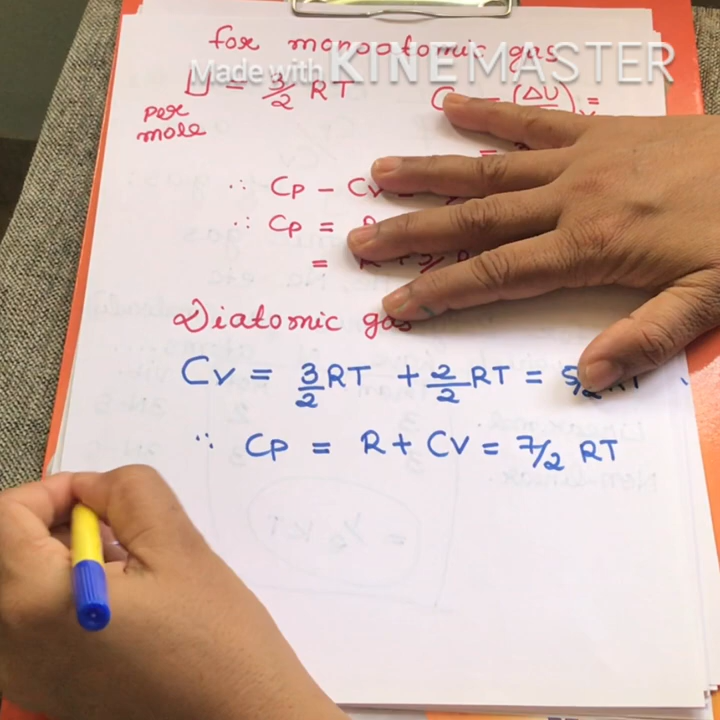 for monoatomic gas
Made with KINEMASTER
U = 3/2 RT
(ΔU) =
per
mole
∴ Cp - Cv =
∴ Cp =
=
Diatomic gas
Cv = 3/2 RT + 2/2 RT = 5/2 RT
∴ Cp = R + Cv = 7/2 RT